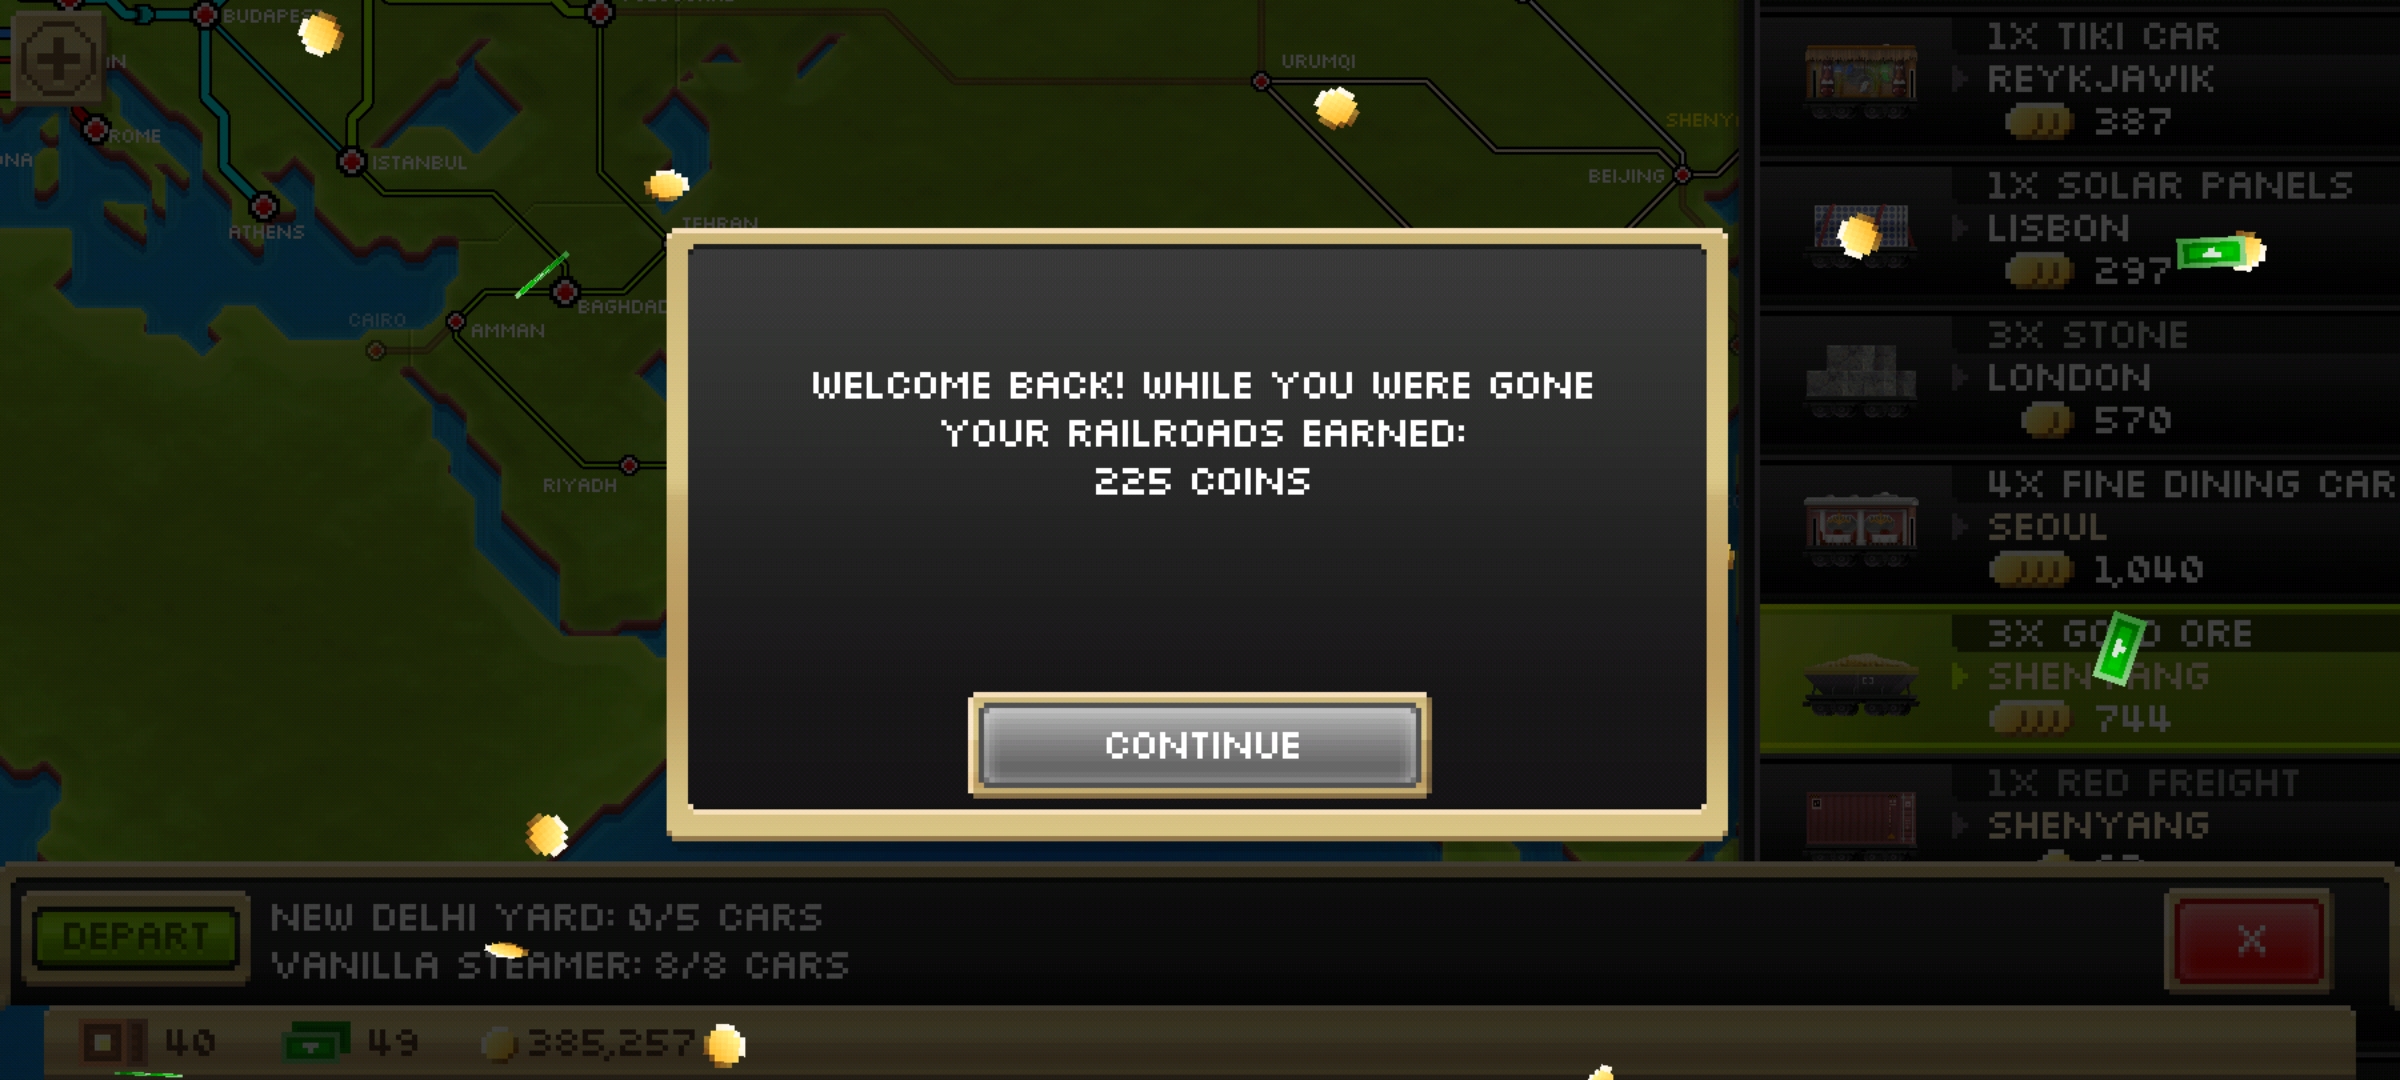 BUDAPEST
URUMQI
ROME
ISTANBUL
SHENY
BEIJING
TEHRAN
ATHENS
BAGHDAD
CAIRO
AMMAN
RIYADH
WELCOME BACK! WHILE YOU WERE GONE
YOUR RAILROADS EARNED:
225 COINS
CONTINUE
1X TIKI CAR
REYKJAVIK
387
1X SOLAR PANELS
LISBON
297
3X STONE
LONDON
570
4X FINE DINING CAR
SEOUL
1,040
3X GOLD ORE
SHENYANG
744
1X RED FREIGHT
SHENYANG
DEPART
NEW DELHI YARD: 0/5 CARS
VANILLA STEAMER: 8/8 CARS
X
40
49
385,257